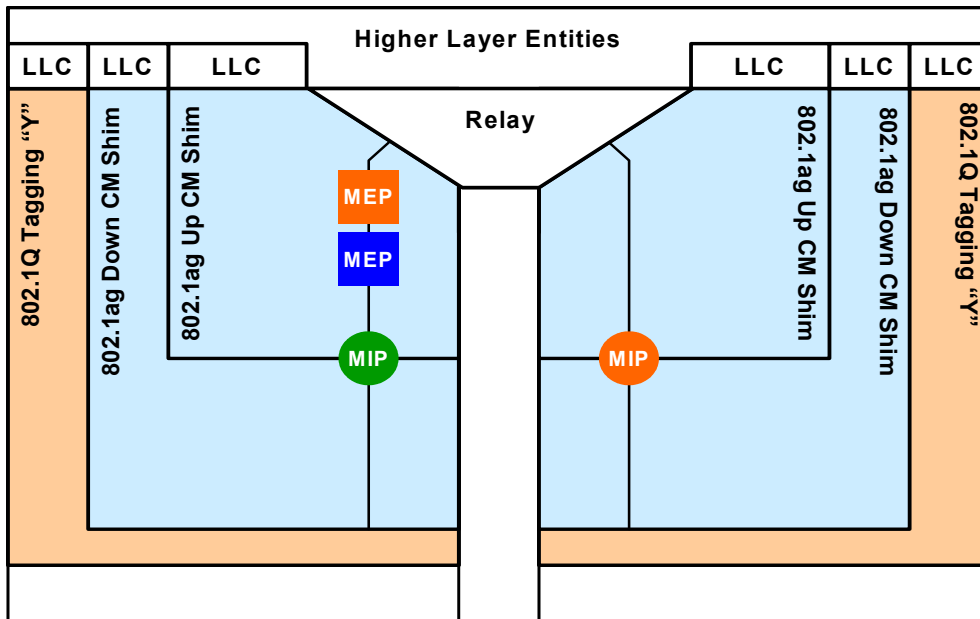 Higher Layer Entities
LLC
LLC
LLC
LLC
LLC
LLC
Relay
802.1Q Tagging “Y”
802.1ag Down CM Shim
802.1ag Up CM Shim
MEP
MEP
MIP
MIP
802.1ag Up CM Shim
802.1ag Down CM Shim
802.1Q Tagging “Y”